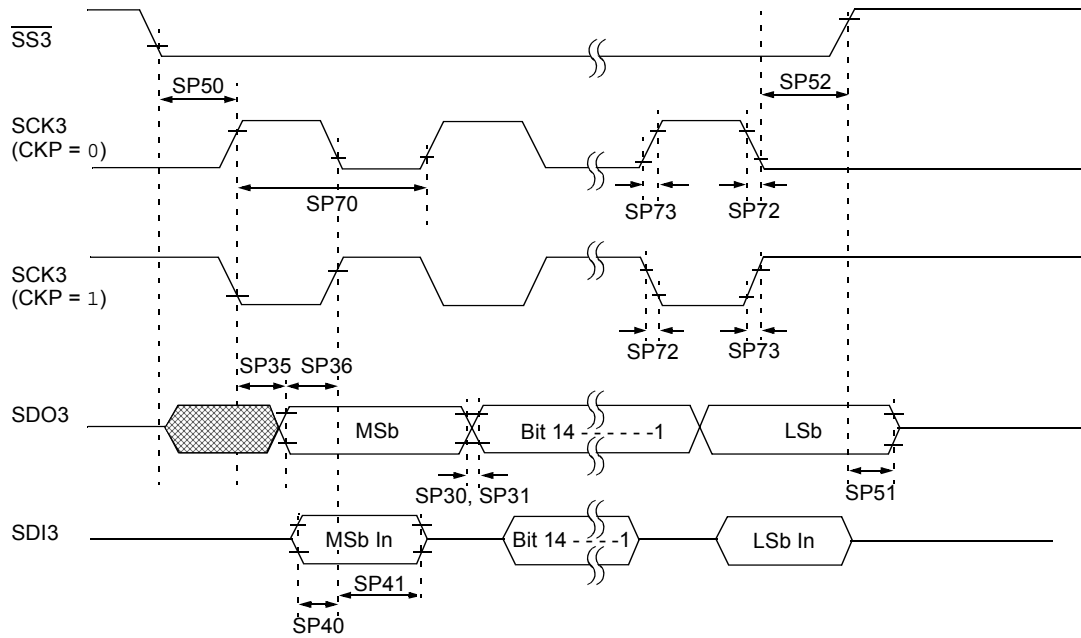 SS3
SP50
SP52
SCK3
(CKP = 0)
SP70
SP73
SP72
SCK3
(CKP = 1)
SP72
SP73
SP35
SP36
SDO3
MSb
Bit 14 - - - - - -1
LSb
SP30, SP31
SP51
SDI3
MSb In
Bit 14 - - - - -1
LSb In
SP41
SP40